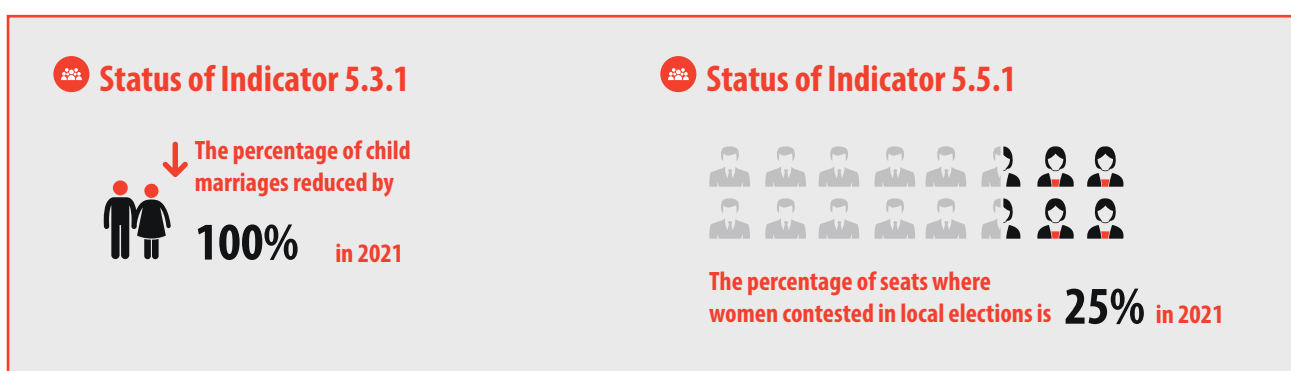 Status of Indicator 5.3.1
The percentage of child
marriages reduced by
100% in 2021
Status of Indicator 5.5.1
The percentage of seats where
women contested in local elections is 25% in 2021